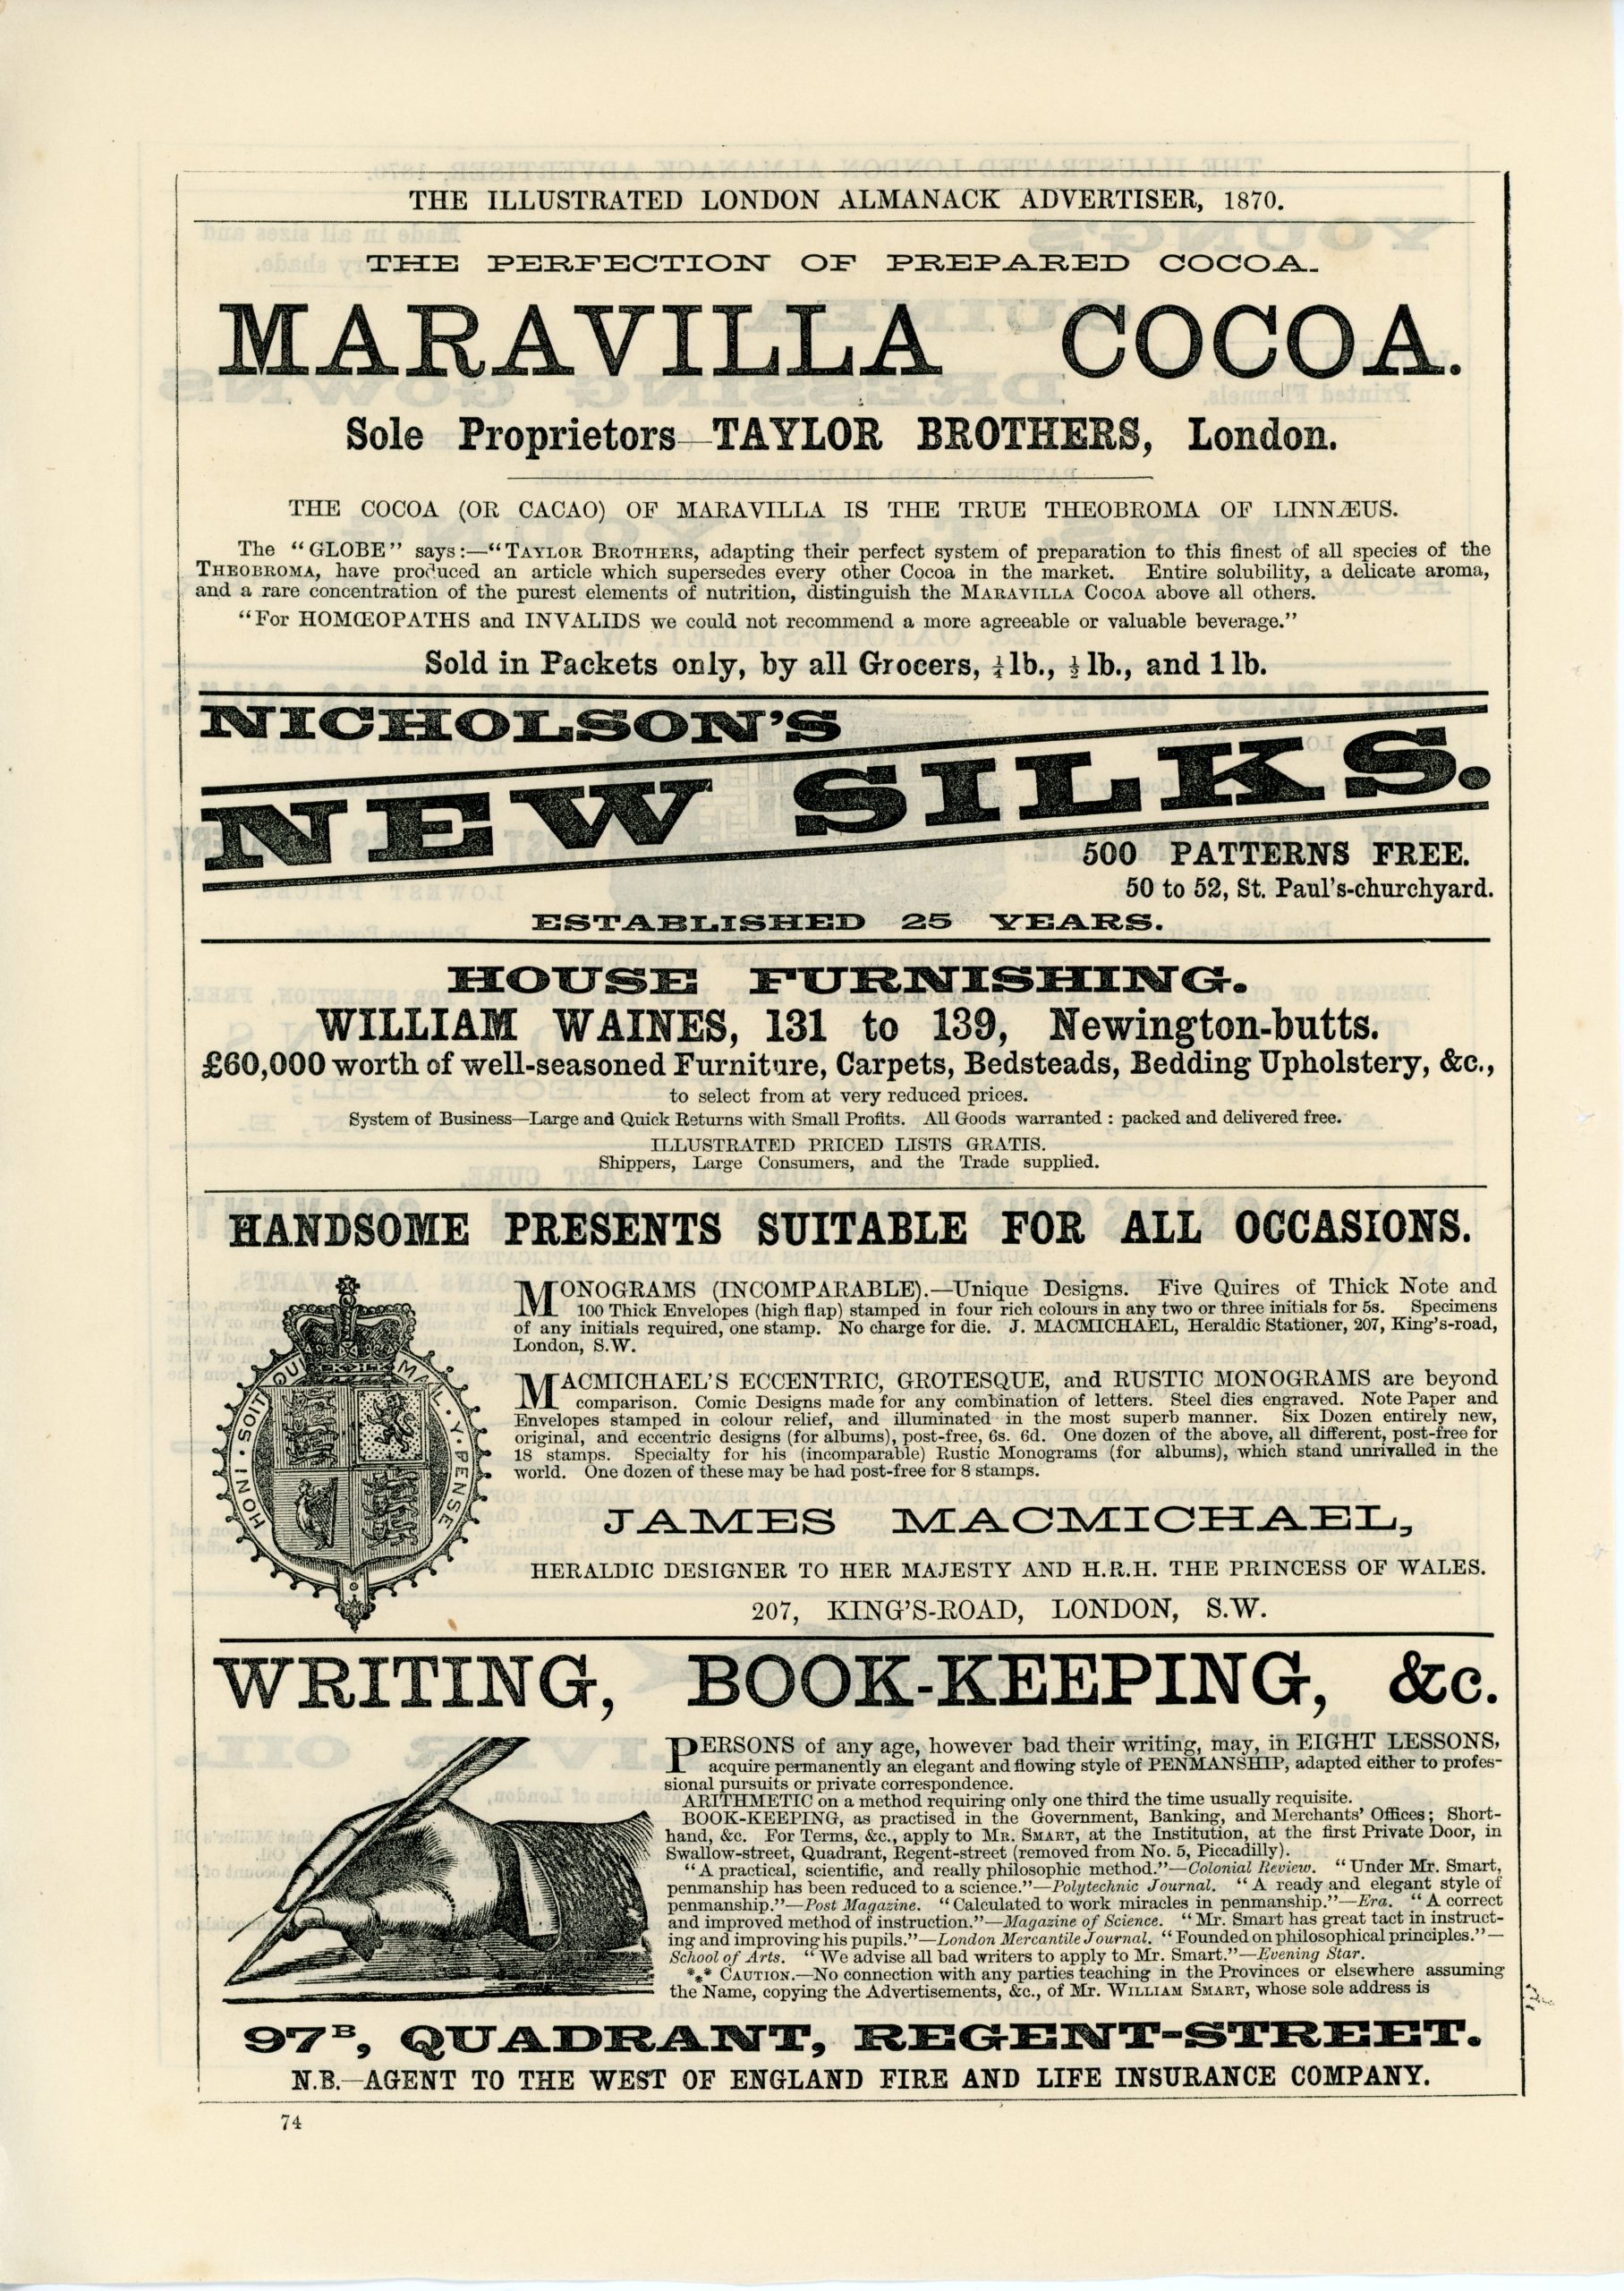 THE ILLUSTRATED LONDON ALMANACK ADVERTISER, 1870.
THE PERFECTION OF PREPARED COCOA.
MARAVILLA COCOA.
Sole Proprietors—TAYLOR BROTHERS, London.
THE COCOA (OR CACAO) OF MARAVILLA IS THE TRUE THEOBROMA OF LINNÆUS.
The "GLOBE" says:—"TAYLOR BROTHERS, adapting their perfect system of preparation to this finest of all species of the
THEOBROMA, have produced an article which supersedes every other Cocoa in the market. Entire solubility, a delicate aroma,
and a rare concentration of the purest elements of nutrition, distinguish the MARAVILLA COCOA above all others.
"For HOMŒOPATHS and INVALIDS we could not recommend a more agreeable or valuable beverage."
Sold in Packets only, by all Grocers, ¼lb., ½lb., and 1lb.
NICHOLSON'S
NEW SILKS.
500 PATTERNS FREE.
50 to 52, St. Paul's-churchyard.
ESTABLISHED 25 YEARS.
HOUSE FURNISHING.
WILLIAM WAINES, 131 to 139, Newington-butts.
£60,000 worth of well-seasoned Furniture, Carpets, Bedsteads, Bedding Upholstery, &c.,
to select from at very reduced prices.
System of Business—Large and Quick Returns with Small Profits. All Goods warranted : packed and delivered free.
ILLUSTRATED PRICED LISTS GRATIS.
Shippers, Large Consumers, and the Trade supplied.
HANDSOME PRESENTS SUITABLE FOR ALL OCCASIONS.
HONI · SOIT QUI MAL · Y · PENSE
MONOGRAMS (INCOMPARABLE).—Unique Designs. Five Quires of Thick Note and
100 Thick Envelopes (high flap) stamped in four rich colours in any two or three initials for 5s. Specimens
of any initials required, one stamp. No charge for die. J. MACMICHAEL, Heraldic Stationer, 207, King's-road,
London, S.W.
MACMICHAEL'S ECCENTRIC, GROTESQUE, and RUSTIC MONOGRAMS are beyond
comparison. Comic Designs made for any combination of letters. Steel dies engraved. Note Paper and
Envelopes stamped in colour relief, and illuminated in the most superb manner. Six Dozen entirely new,
original, and eccentric designs (for albums), post-free, 6s. 6d. One dozen of the above, all different, post-free for
18 stamps. Specialty for his (incomparable) Rustic Monograms (for albums), which stand unrivalled in the
world. One dozen of these may be had post-free for 8 stamps.
JAMES MACMICHAEL,
HERALDIC DESIGNER TO HER MAJESTY AND H.R.H. THE PRINCESS OF WALES.
207, KING'S-ROAD, LONDON, S.W.
WRITING, BOOK-KEEPING, &c.
PERSONS of any age, however bad their writing, may, in EIGHT LESSONS,
acquire permanently an elegant and flowing style of PENMANSHIP, adapted either to profes-
sional pursuits or private correspondence.
ARITHMETIC on a method requiring only one third the time usually requisite.
BOOK-KEEPING, as practised in the Government, Banking, and Merchants' Offices; Short-
hand, &c. For Terms, &c., apply to MR. SMART, at the Institution, at the first Private Door, in
Swallow-street, Quadrant, Regent-street (removed from No. 5, Piccadilly).
"A practical, scientific, and really philosophic method."—Colonial Review. "Under Mr. Smart,
penmanship has been reduced to a science."—Polytechnic Journal. "A ready and elegant style of
penmanship."—Post Magazine. "Calculated to work miracles in penmanship."—Era. "A correct
and improved method of instruction."—Magazine of Science. "Mr. Smart has great tact in instruct-
ing and improving his pupils."—London Mercantile Journal. "Founded on philosophical principles."—
School of Arts. "We advise all bad writers to apply to Mr. Smart."—Evening Star.
*** CAUTION.—No connection with any parties teaching in the Provinces or elsewhere assuming
the Name, copying the Advertisements, &c., of Mr. WILLIAM SMART, whose sole address is
97B, QUADRANT, REGENT-STREET.
N.B.—AGENT TO THE WEST OF ENGLAND FIRE AND LIFE INSURANCE COMPANY.
74